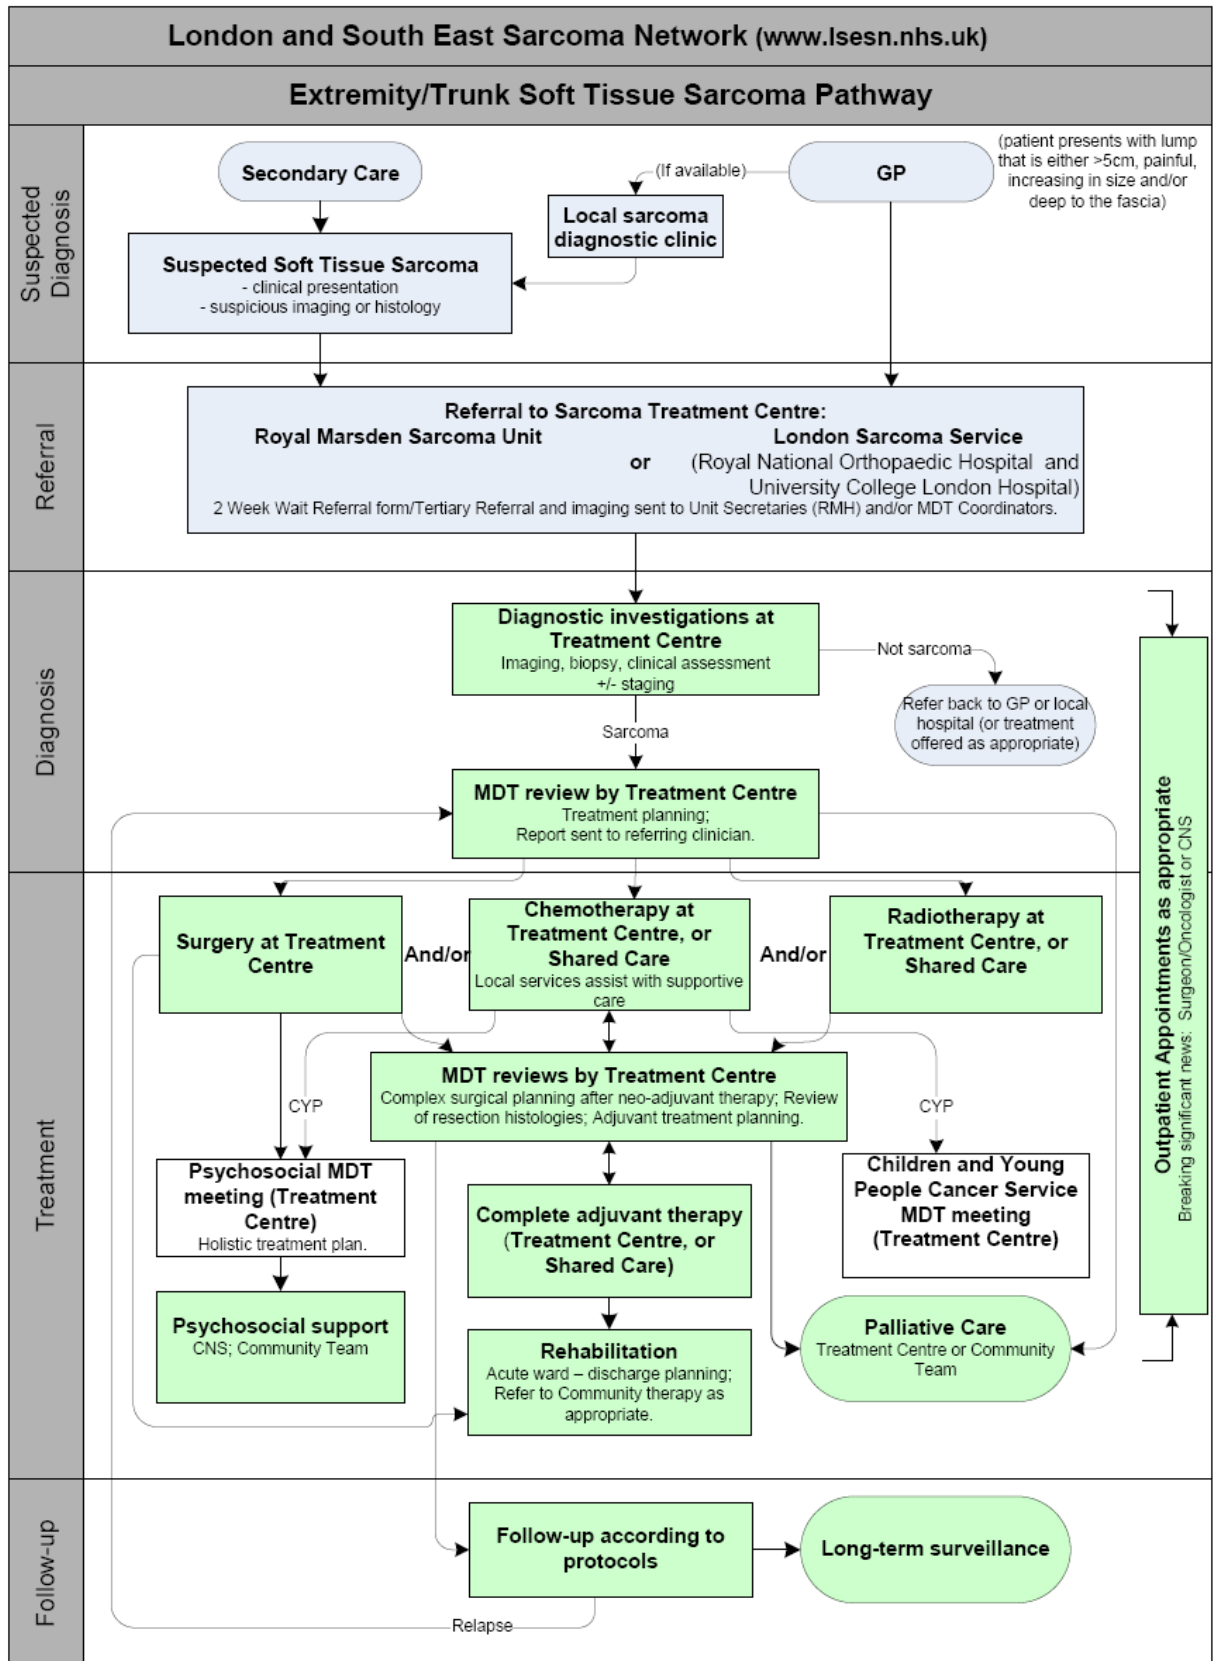 London and South East Sarcoma Network (www.lsesn.nhs.uk)
Extremity/Trunk Soft Tissue Sarcoma Pathway
Suspected
Diagnosis
Secondary Care
(If available)
GP
(patient presents with lump
that is either >5cm, painful,
increasing in size and/or
deep to the fascia)
Local sarcoma
diagnostic clinic
Suspected Soft Tissue Sarcoma
- clinical presentation
- suspicious imaging or histology
Referral
Referral to Sarcoma Treatment Centre:
Royal Marsden Sarcoma Unit
or
London Sarcoma Service
(Royal National Orthopaedic Hospital and
University College London Hospital)
2 Week Wait Referral form/Tertiary Referral and imaging sent to Unit Secretaries (RMH) and/or MDT Coordinators.
Diagnosis
Diagnostic investigations at
Treatment Centre
Imaging, biopsy, clinical assessment
+/- staging
Not sarcoma
Refer back to GP or local
hospital (or treatment
offered as appropriate)
Sarcoma
MDT review by Treatment Centre
Treatment planning;
Report sent to referring clinician.
Outpatient Appointments as appropriate
Breaking significant news: Surgeon/Oncologist or CNS
Treatment
Surgery at Treatment
Centre
And/or
Chemotherapy at
Treatment Centre, or
Shared Care
Local services assist with supportive
care
And/or
Radiotherapy at
Treatment Centre, or
Shared Care
MDT reviews by Treatment Centre
Complex surgical planning after neo-adjuvant therapy; Review
of resection histologies; Adjuvant treatment planning.
CYP
CYP
Psychosocial MDT
meeting (Treatment
Centre)
Holistic treatment plan.
Complete adjuvant therapy
(Treatment Centre, or
Shared Care)
Children and Young
People Cancer Service
MDT meeting
(Treatment Centre)
Psychosocial support
CNS; Community Team
Rehabilitation
Acute ward – discharge planning;
Refer to Community therapy as
appropriate.
Palliative Care
Treatment Centre or Community
Team
Follow-up
Follow-up according to
protocols
Long-term surveillance
Relapse